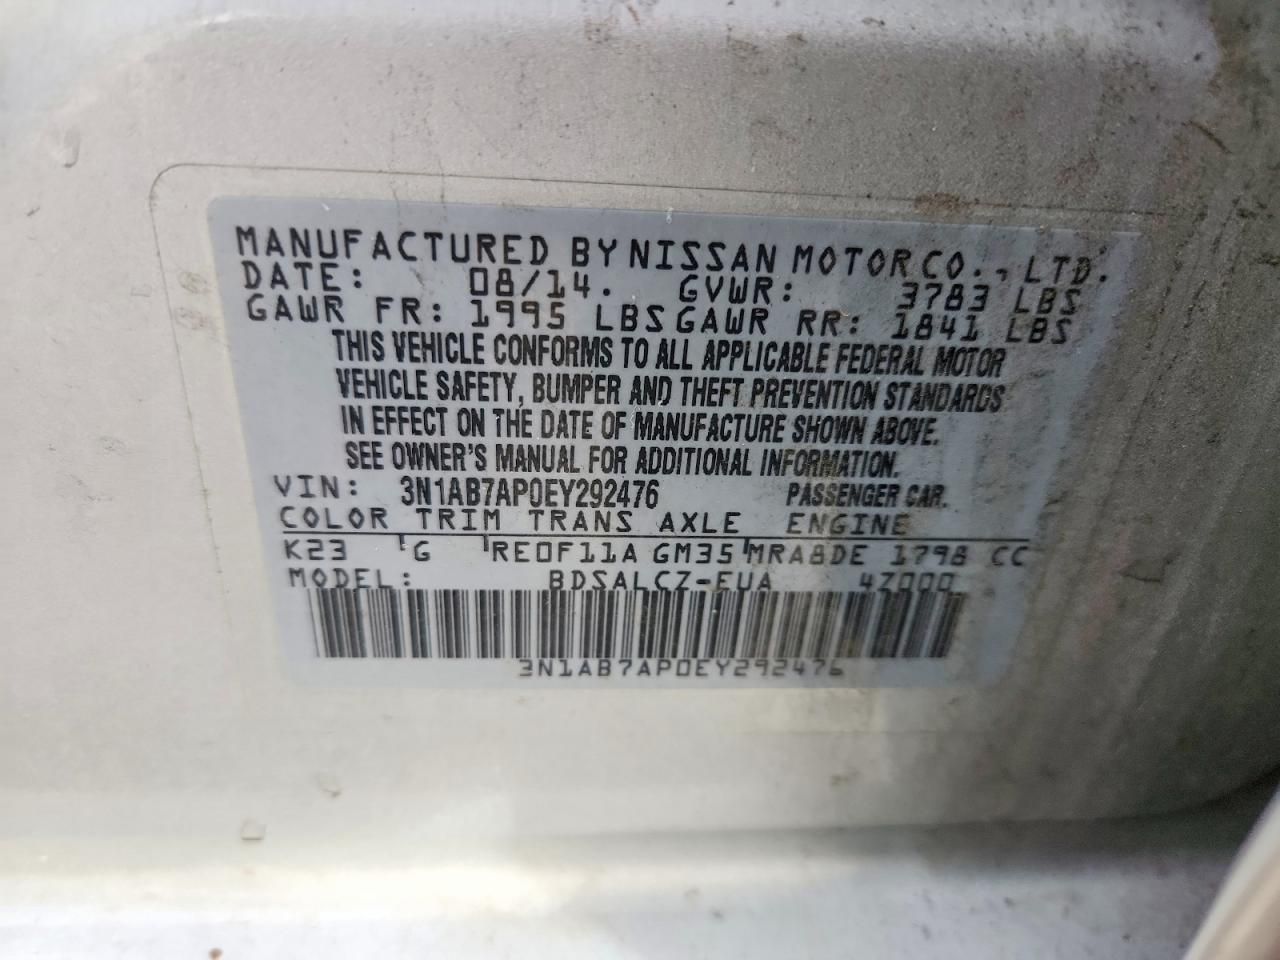 MANUFACTURED BY NISSAN MOTOR CO., LTD.
DATE: 08/14. GVWR: 3783 LBS
GAWR FR: 1995 LBS GAWR RR: 1841 LBS
THIS VEHICLE CONFORMS TO ALL APPLICABLE FEDERAL MOTOR
VEHICLE SAFETY, BUMPER AND THEFT PREVENTION STANDARDS
IN EFFECT ON THE DATE OF MANUFACTURE SHOWN ABOVE.
SEE OWNER'S MANUAL FOR ADDITIONAL INFORMATION.
VIN: 3N1AB7AP0EY292476 PASSENGER CAR.
COLOR TRIM TRANS AXLE ENGINE
K23 G RE0F11A GM35 MRA8DE 1798 CC
MODEL: BDSALCZ-EUA 4Z000
3N1AB7AP0EY292476